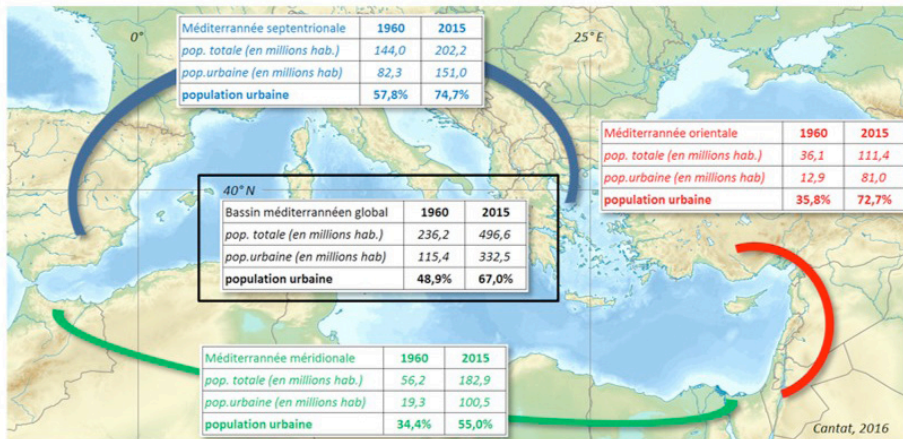 0°
Méditerrannée septentrionale 1960 2015
pop. totale (en millions hab.) 144,0 202,2
pop.urbaine (en millions hab) 82,3 151,0
population urbaine 57,8% 74,7%
25° E
Méditerrannée orientale 1960 2015
pop. totale (en millions hab.) 36,1 111,4
pop.urbaine (en millions hab) 12,9 81,0
population urbaine 35,8% 72,7%
40° N
Bassin méditerrannéen global 1960 2015
pop. totale (en millions hab.) 236,2 496,6
pop.urbaine (en millions hab) 115,4 332,5
population urbaine 48,9% 67,0%
Méditerrannée méridionale 1960 2015
pop. totale (en millions hab.) 56,2 182,9
pop.urbaine (en millions hab) 19,3 100,5
population urbaine 34,4% 55,0%
Cantat, 2016